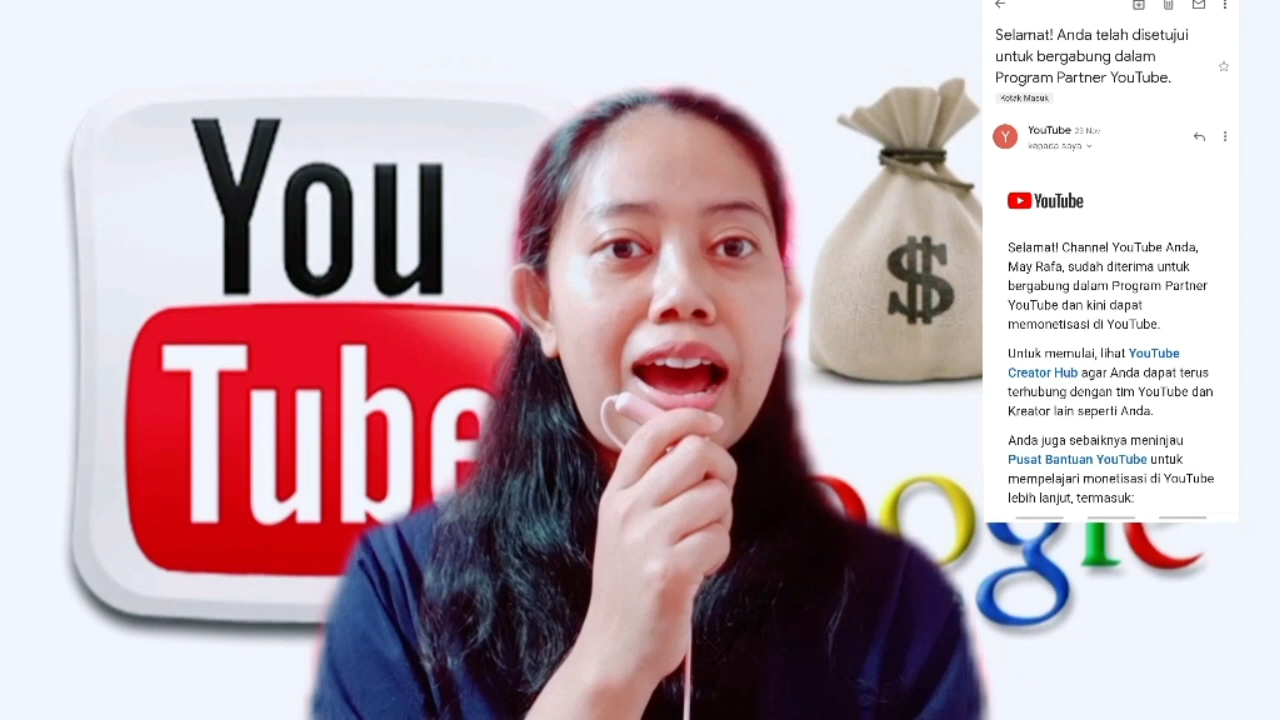 You
Tube
$
ogle
Selamat! Anda telah disetujui
untuk bergabung dalam
Program Partner YouTube.
Kotak Masuk
Y
YouTube 23 Nov
kepada saya
YouTube
Selamat! Channel YouTube Anda,
May Rafa, sudah diterima untuk
bergabung dalam Program Partner
YouTube dan kini dapat
memonetisasi di YouTube.
Untuk memulai, lihat YouTube
Creator Hub agar Anda dapat terus
terhubung dengan tim YouTube dan
Kreator lain seperti Anda.
Anda juga sebaiknya meninjau
Pusat Bantuan YouTube untuk
mempelajari monetisasi di YouTube
lebih lanjut, termasuk: